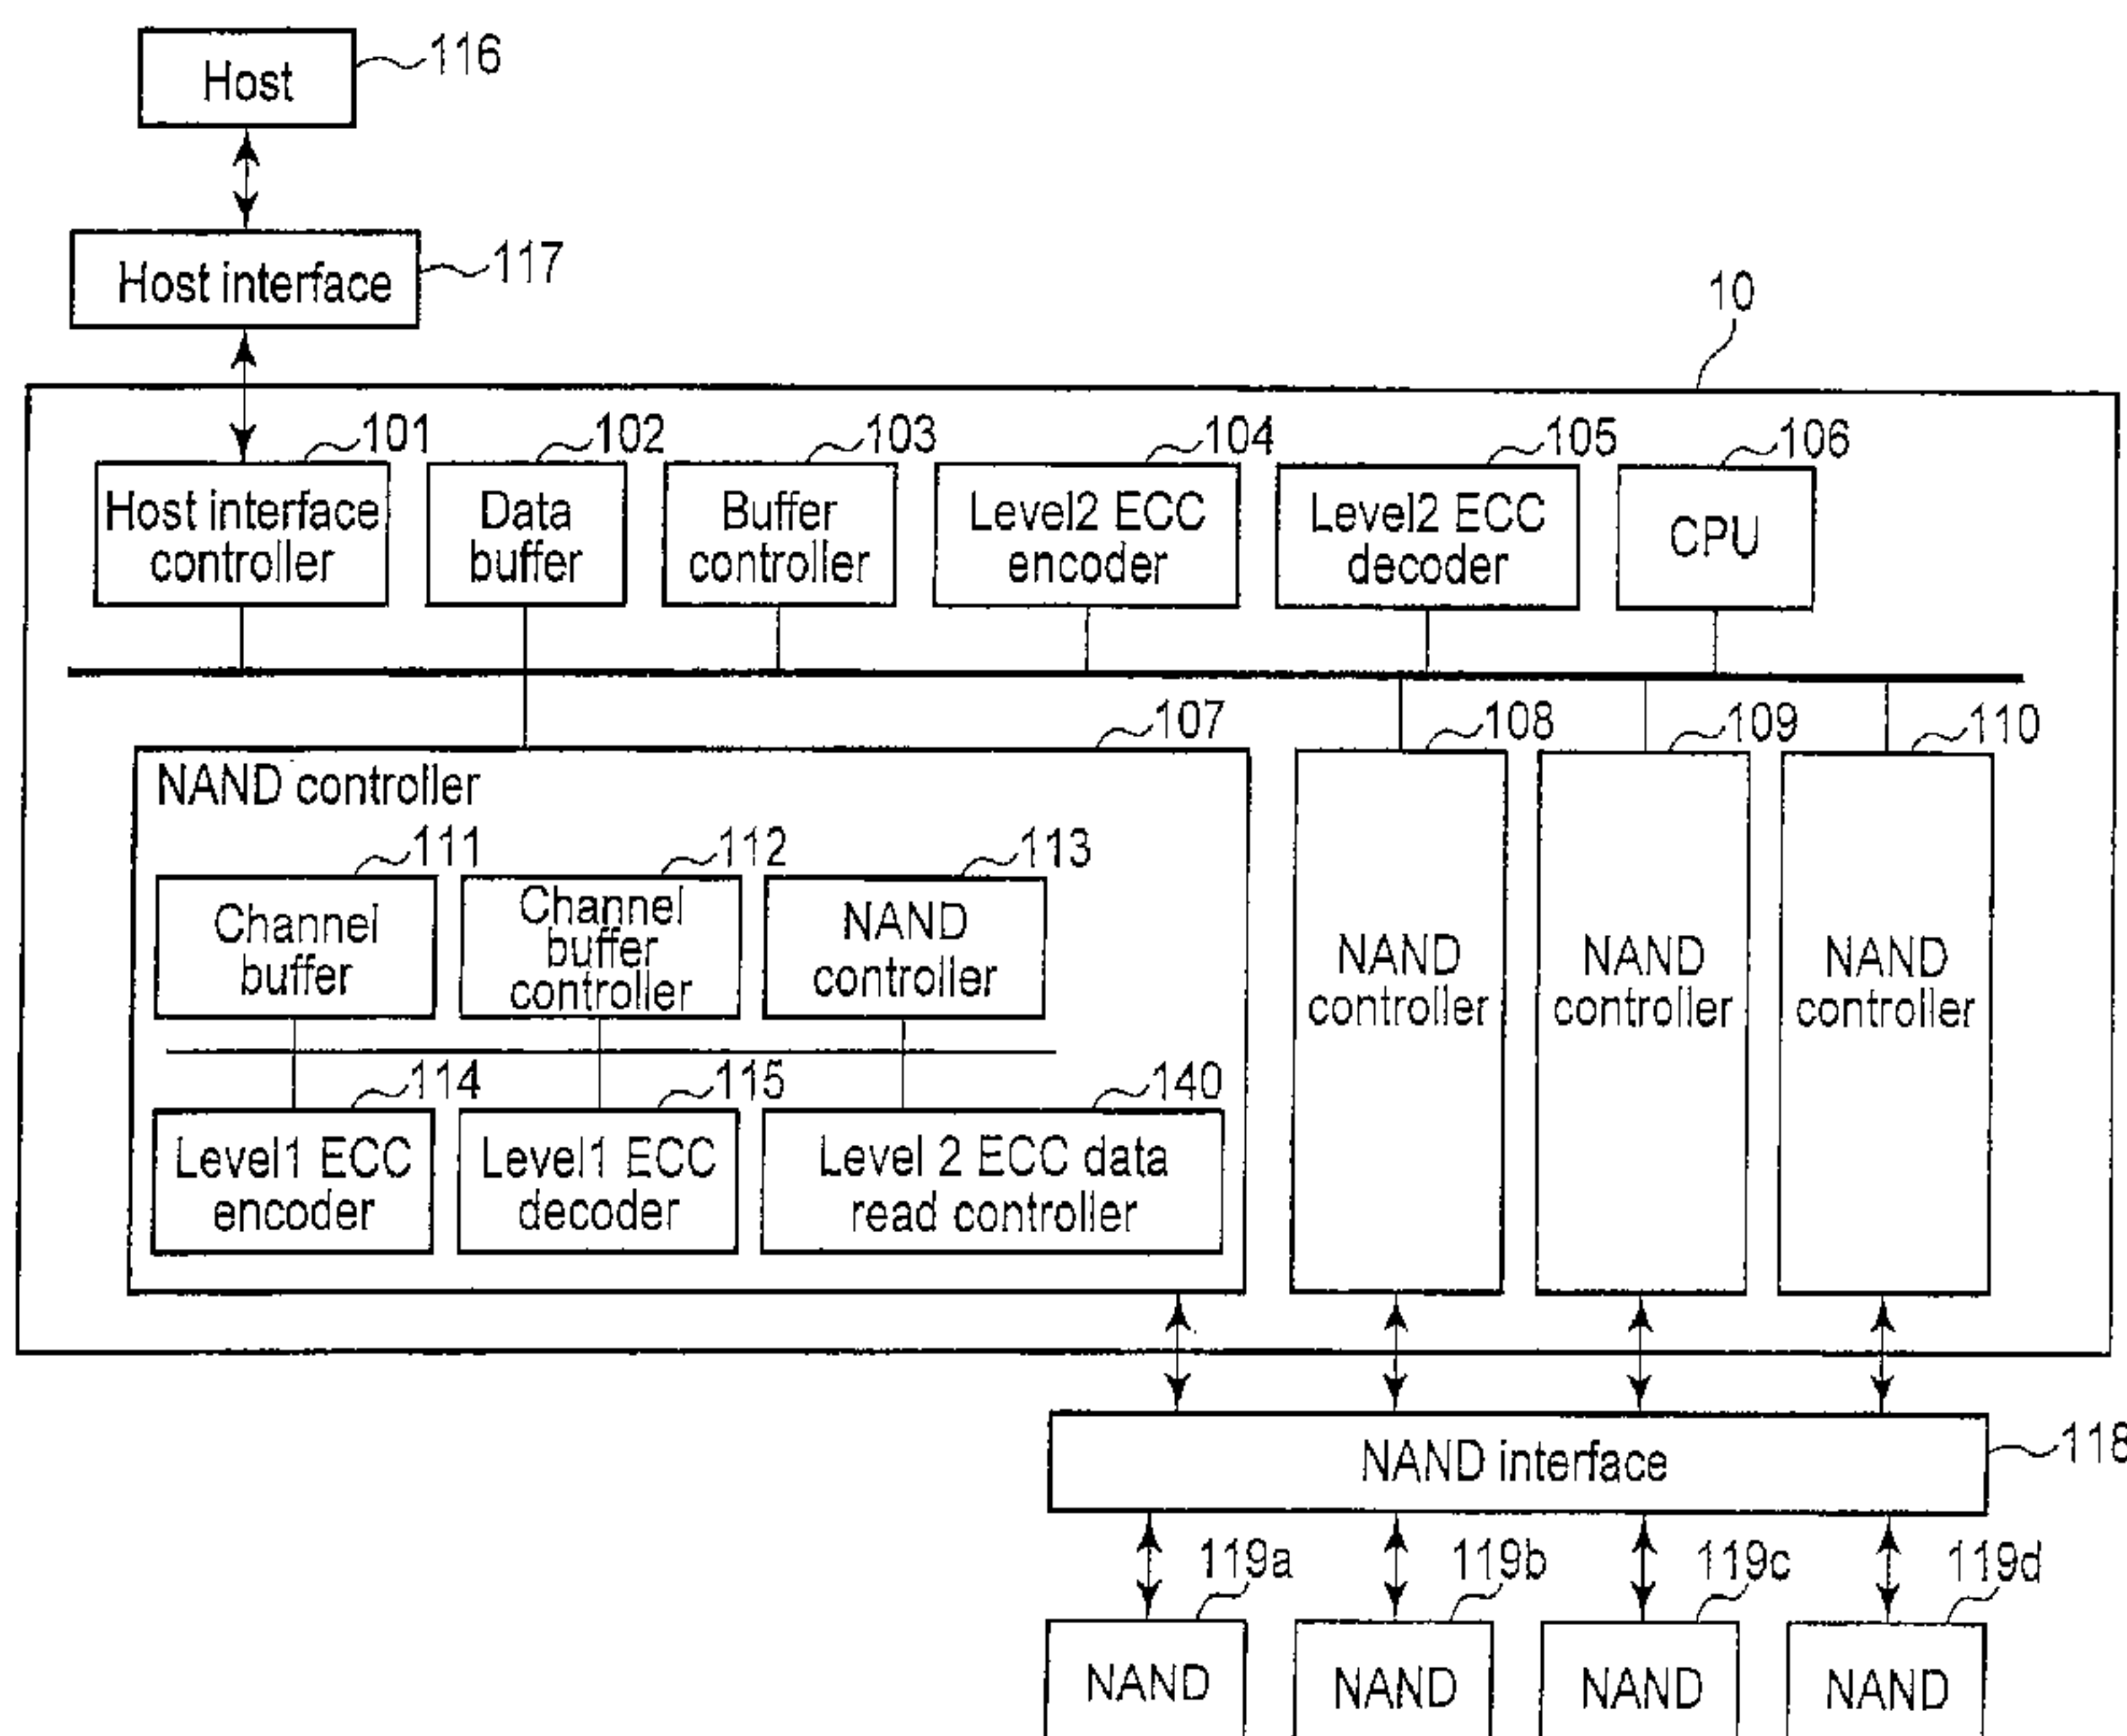 Host
116
Host interface
117
10
101
102
103
104
105
106
Host interface
controller
Data
buffer
Buffer
controller
Level2 ECC
encoder
Level2 ECC
decoder
CPU
107
108
109
110
NAND controller
111
112
113
Channel
buffer
Channel
buffer
controller
NAND
controller
NAND
controller
NAND
controller
NAND
controller
114
115
140
Level1 ECC
encoder
Level1 ECC
decoder
Level 2 ECC data
read controller
NAND interface
118
119a
119b
119c
119d
NAND
NAND
NAND
NAND